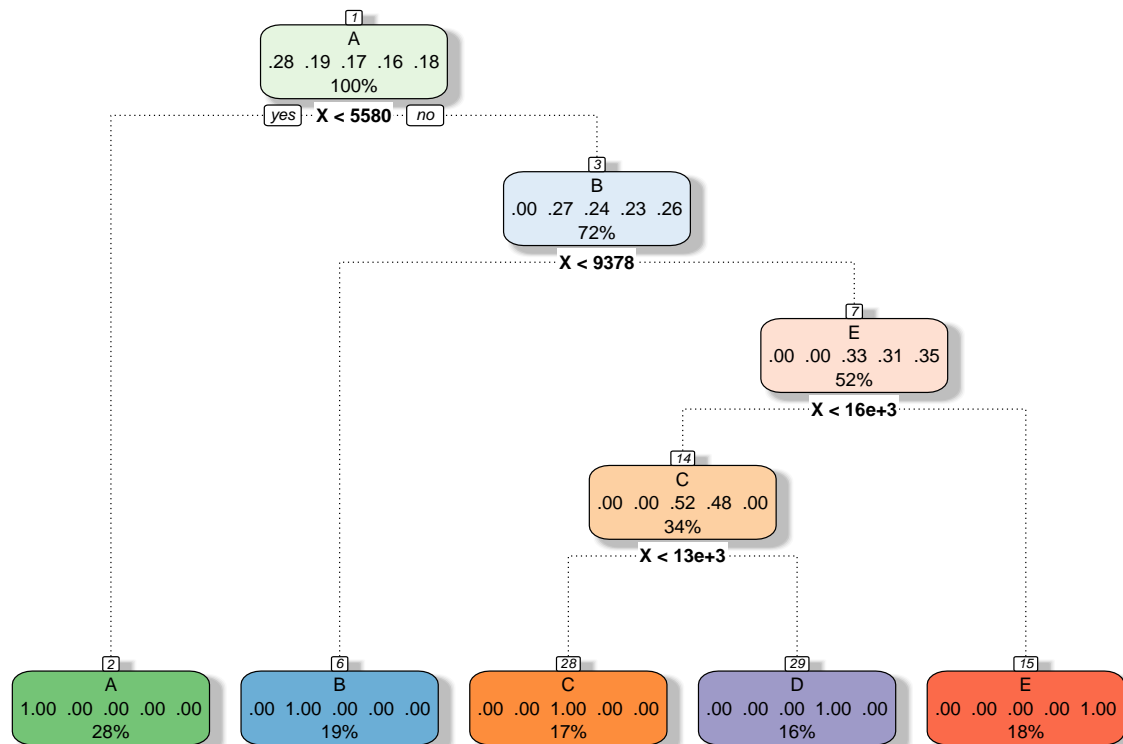 1
A
.28 .19 .17 .16 .18
100%
yes X < 5580 no
3
B
.00 .27 .24 .23 .26
72%
X < 9378
7
E
.00 .00 .33 .31 .35
52%
X < 16e+3
14
C
.00 .00 .52 .48 .00
34%
X < 13e+3
2
A
1.00 .00 .00 .00 .00
28%
6
B
.00 1.00 .00 .00 .00
19%
28
C
.00 .00 1.00 .00 .00
17%
29
D
.00 .00 .00 1.00 .00
16%
15
E
.00 .00 .00 .00 1.00
18%